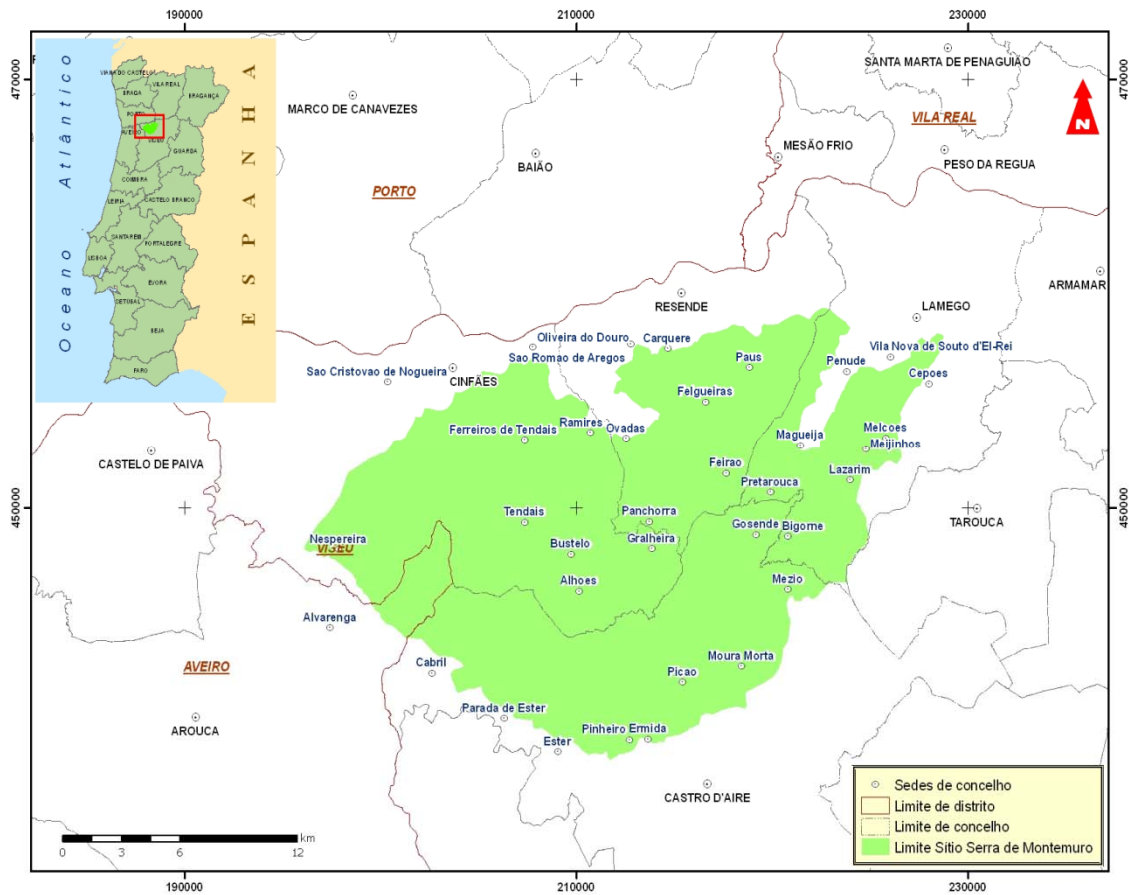 190000
210000
230000
470000
470000
450000
450000
190000
210000
230000
VIANA DO CASTELO
BRAGA
VILA REAL
BRAGANÇA
PORTO
AVEIRO
GUARDA
COIMBRA
CASTELO BRANCO
LEIRIA
SANTAREM
PORTALEGRE
LISBOA
EVORA
SETUBAL
BEJA
FARO
Oceano Atlântico
ESPANHA
SANTA MARTA DE PENAGUIÃO
N
MARCO DE CANAVEZES
VILA REAL
MESÃO FRIO
BAIÃO
PESO DA REGUA
PORTO
ARMAMAR
RESENDE
LAMEGO
Oliveira do Douro
Carquere
Sao Romao de Aregos
Vila Nova de Souto d'El-Rei
Paus
Penude
Sao Cristovao de Nogueira
CINFÃES
Cepoes
Felgueiras
Ramires
Ferreiros de Tendais
Ovadas
Magueija
Melcoes
Meijinhos
CASTELO DE PAIVA
Feirao
Lazarim
Pretarouca
Tendais
Panchorra
Gosende
Bigorne
TAROUCA
Nespereira
VISEU
Bustelo
Gralheira
Alhoes
Mezio
Alvarenga
AVEIRO
Cabril
Moura Morta
Picao
Parada de Ester
AROUCA
Pinheiro
Ermida
Ester
CASTRO D'AIRE
km
0 3 6 12
Sedes de concelho
Limite de distrito
Limite de concelho
Limite Sítio Serra de Montemuro